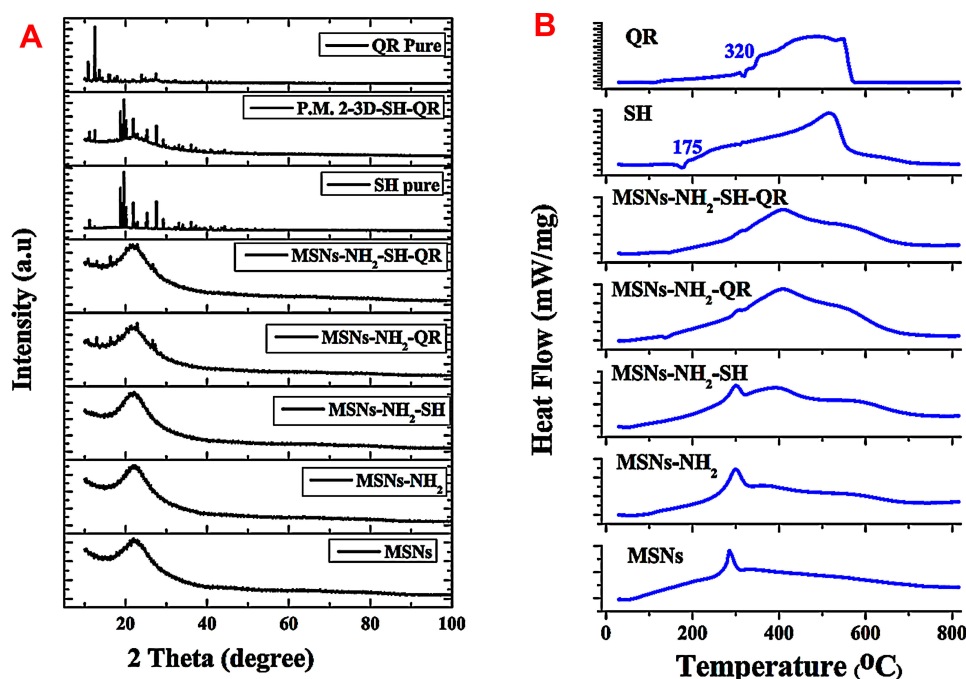 A
QR Pure
P.M. 2-3D-SH-QR
SH pure
MSNs-NH₂-SH-QR
MSNs-NH₂-QR
MSNs-NH₂-SH
MSNs-NH₂
MSNs
Intensity (a.u)
20 40 60 80 100
2 Theta (degree)
B
QR
320
SH
175
MSNs-NH₂-SH-QR
MSNs-NH₂-QR
MSNs-NH₂-SH
MSNs-NH₂
MSNs
Heat Flow (mW/mg)
0 200 400 600 800
Temperature (⁰C)